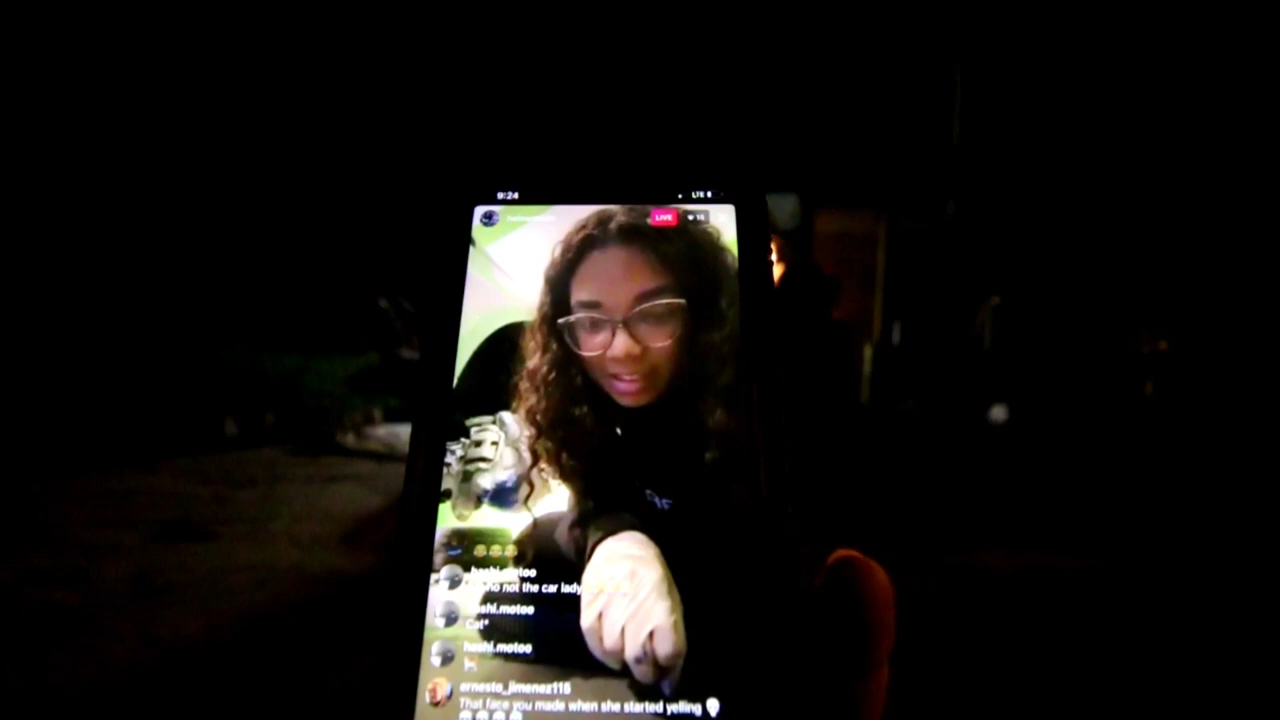 9:24
LTE
LIVE
15
hashi.motoo
not the car lady
hashi.motoo
Cat*
hashi.motoo
ernesto_jimenez115
That face you made when she started yelling